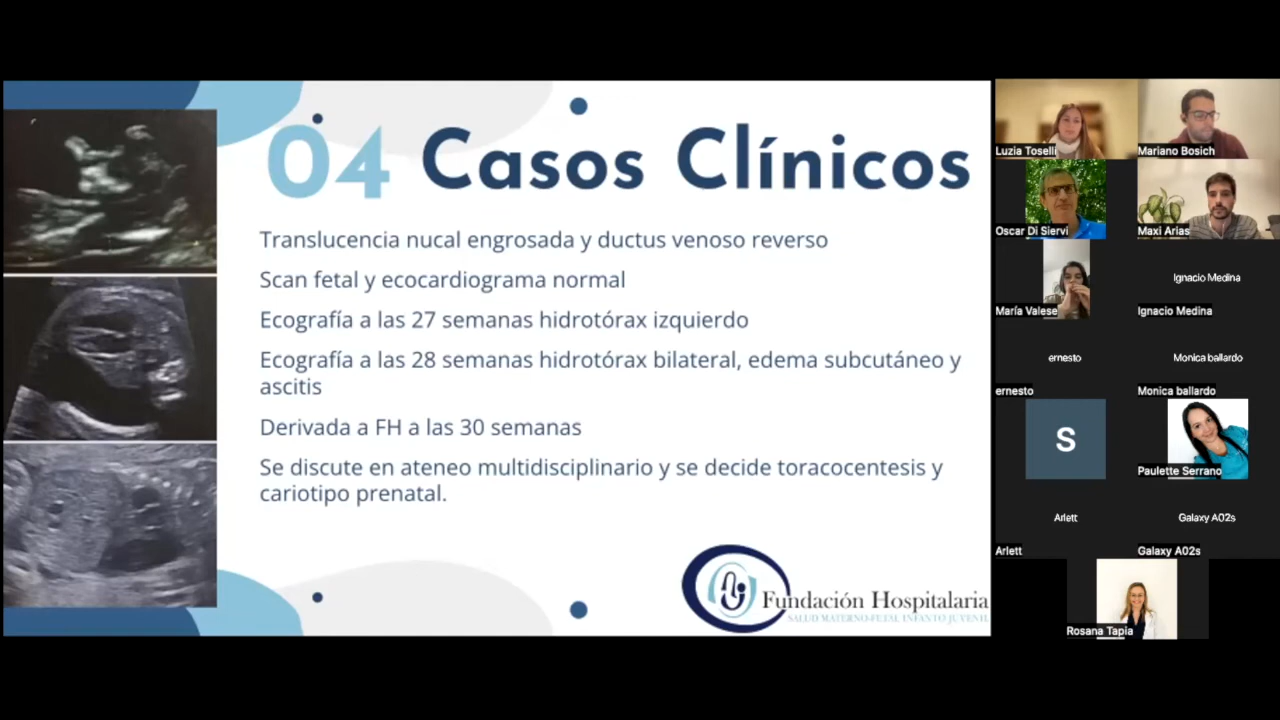 04 Casos Clínicos
Translucencia nucal engrosada y ductus venoso reverso
Scan fetal y ecocardiograma normal
Ecografía a las 27 semanas hidrotórax izquierdo
Ecografía a las 28 semanas hidrotórax bilateral, edema subcutáneo y
ascitis
Derivada a FH a las 30 semanas
Se discute en ateneo multidisciplinario y se decide toracocentesis y
cariotipo prenatal.
Fundación Hospitalaria
SALUD MATERNO-FETAL INFANTO JUVENIL
Luzia Toselli
Mariano Bosich
Oscar Di Siervi
Maxi Arias
María Valese
Ignacio Medina
Ignacio Medina
ernesto
Monica ballardo
ernesto
Monica ballardo
S
Paulette Serrano
Arlett
Galaxy A02s
Arlett
Galaxy A02s
Rosana Tapia